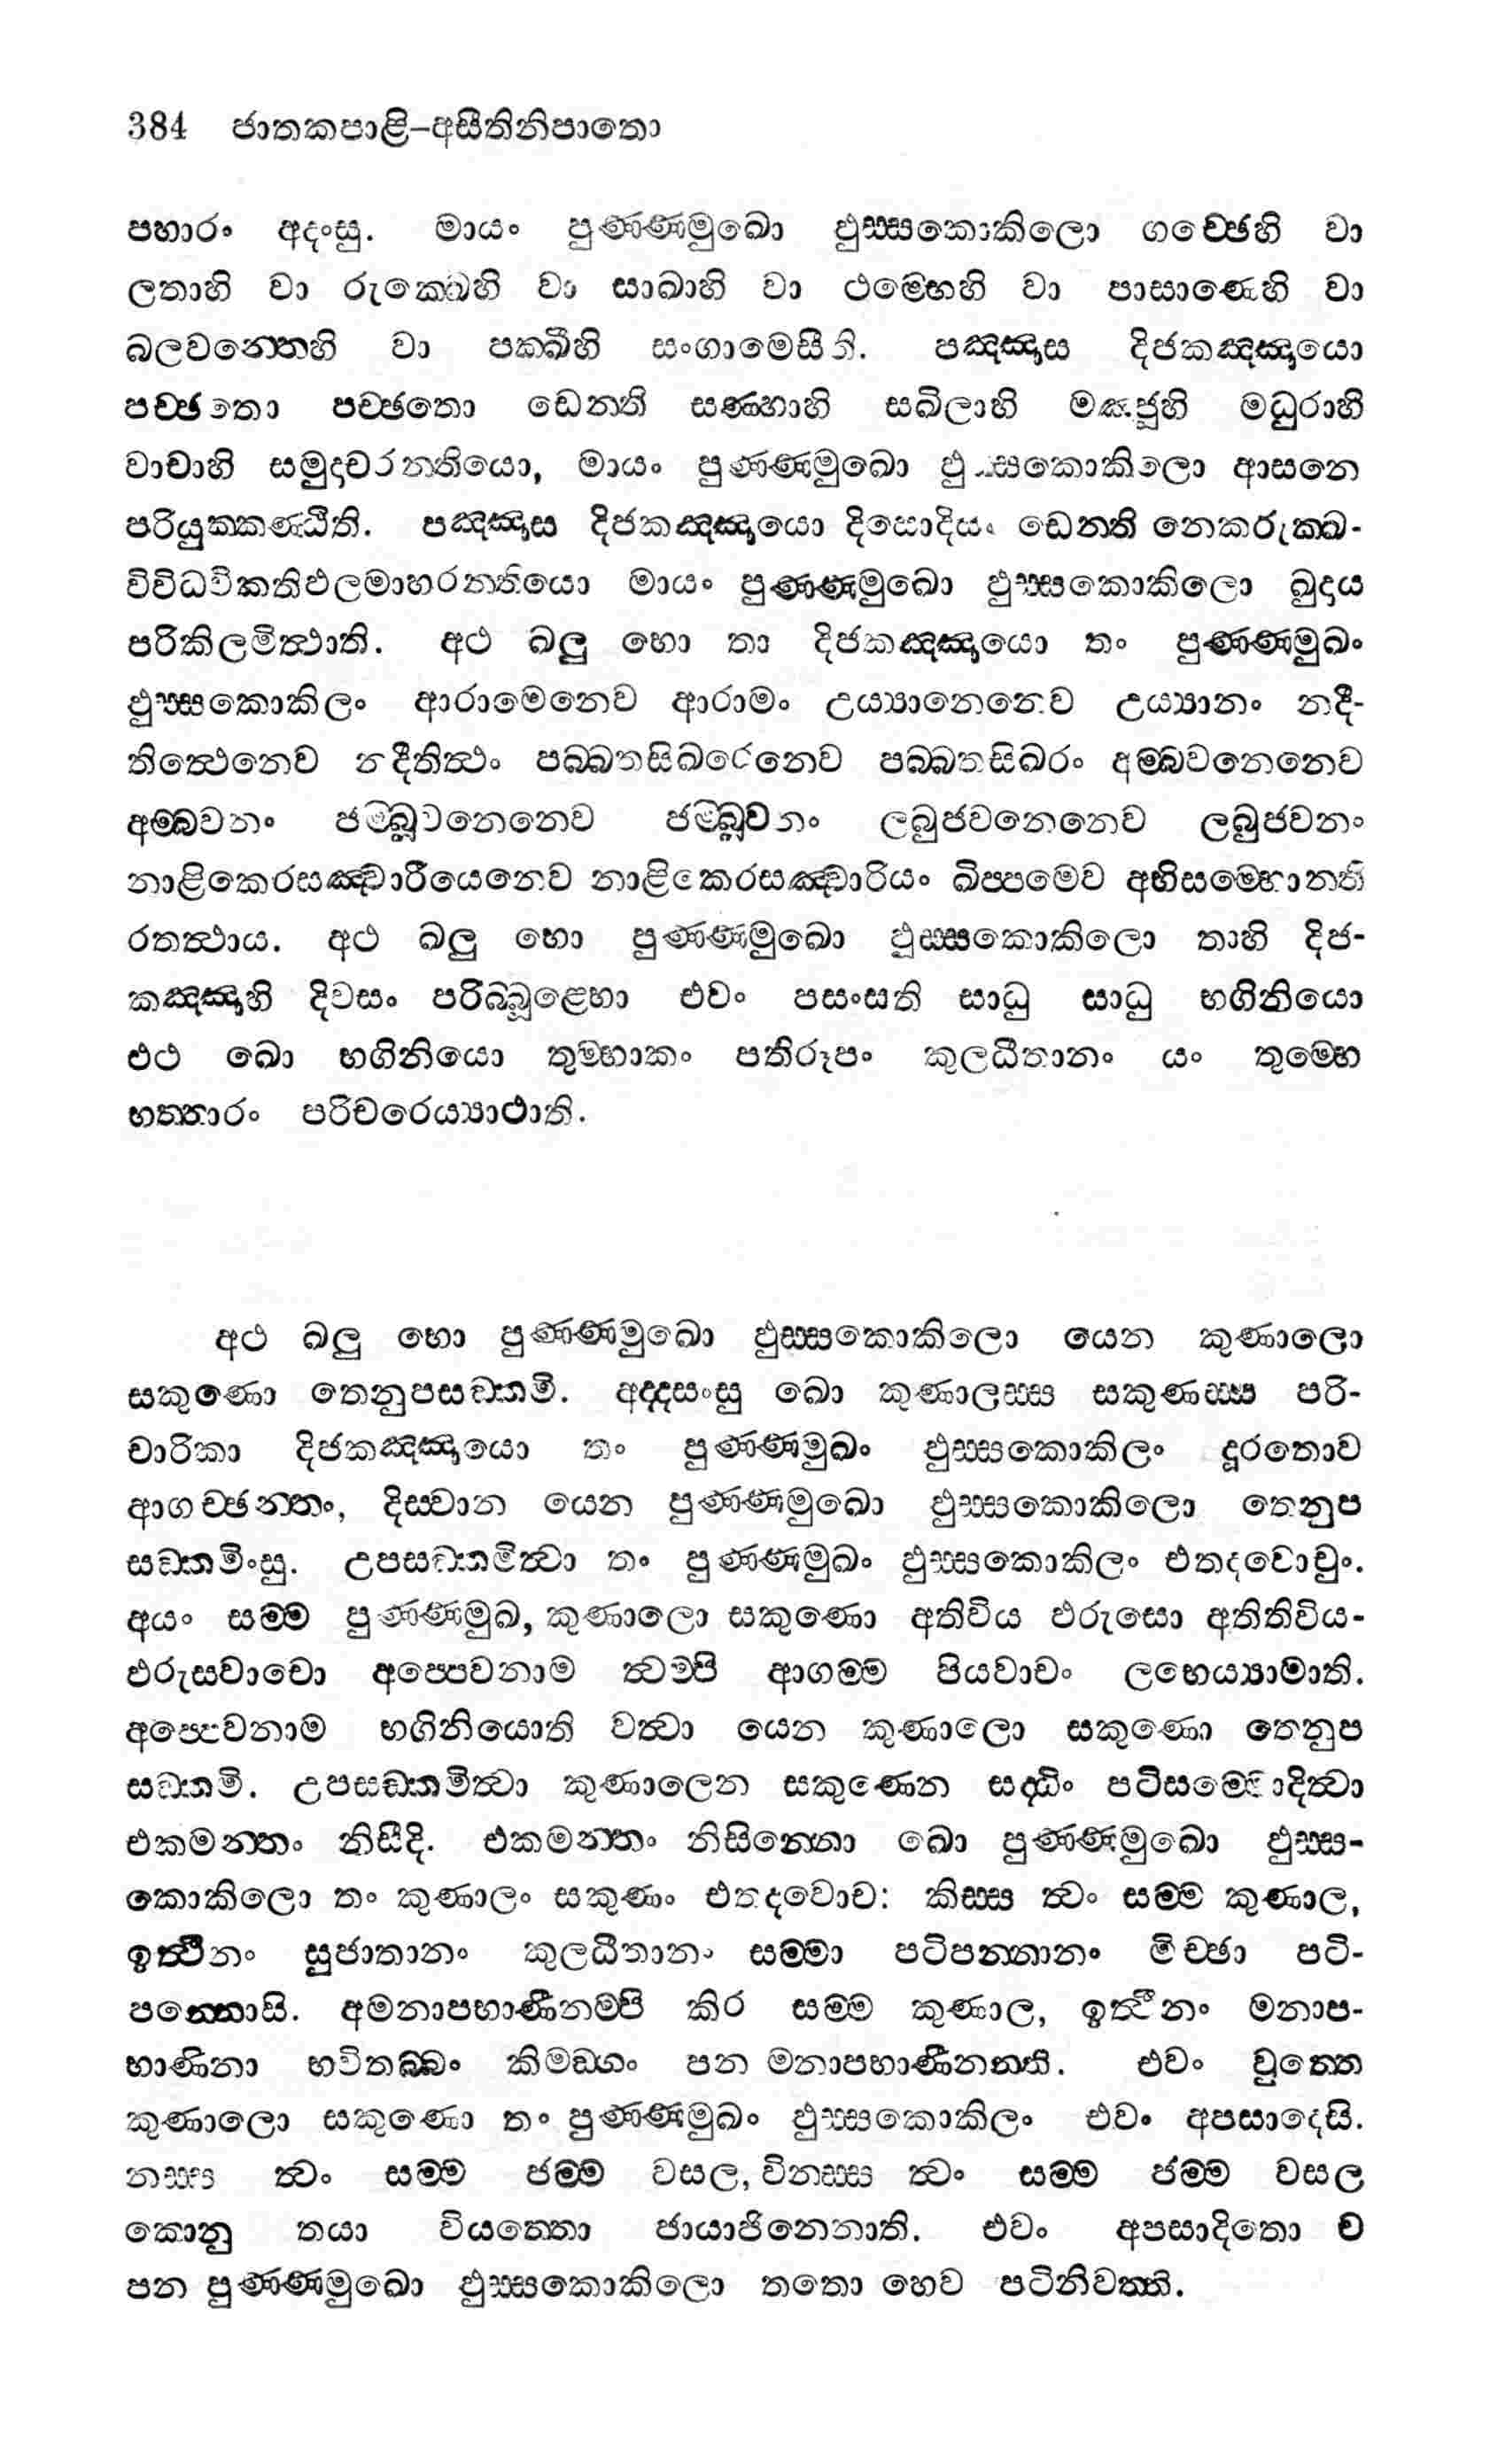 384 ජාතකපාළි–අසීතිනිපාතො
පහාරං අදංසු. මායං පුණ්ණමුඛො ඵුස්සකොකිලො ගච්ඡෙහි වා
ලතාහි වා රුක්ඛෙහි වා සාඛාහි වා ථම්භෙහි වා පාසාණෙහි වා
බලවන්තෙහි වා පක්ඛීහි සංගාමෙසීති. පඤ්ඤාස දිජකඤ්ඤායො
පච්ඡතො පච්ඡතො ඩෙන්ති සණ්හාහි සඛිලාහි මඤ්ජූහි මධුරාහි
වාචාහි සමුදාචරන්තියො, මායං පුණ්ණමුඛො ඵුස්සකොකිලො ආසනෙ
පරියුක්කණ්ඨීති. පඤ්ඤාස දිජකඤ්ඤායො දිසොදිසං ඩෙන්ති නෙකරුක්ඛ-
විවිධවිකතිඵලමාහරන්තියො මායං පුණ්ණමුඛො ඵුස්සකොකිලො ඛුදාය
පරිකිලමිත්ථාති. අථ ඛලු භො තා දිජකඤ්ඤායො තං පුණ්ණමුඛං
ඵුස්සකොකිලං ආරාමෙනෙව ආරාමං උය්‍යානෙනෙව උය්‍යානං නදී-
තිත්ථෙනෙව නදීතිත්ථං පබ්බතසිඛරෙනෙව පබ්බතසිඛරං අම්බවනෙනෙව
අම්බවනං ජම්බූවනෙනෙව ජම්බූවනං ලබුජවනෙනෙව ලබුජවනං
නාළිකෙරසඤ්චාරීයෙනෙව නාළිකෙරසඤ්චාරියං ඛිප්පමෙව අභිසම්භොන්ති
රතත්ථාය. අථ ඛලු භො පුණ්ණමුඛො ඵුස්සකොකිලො තාහි දිජ-
කඤ්ඤාහි දිවසං පරිබ්බූළ්හො එවං පසංසති සාධු සාධු භගිනියො
එථ ඛො භගිනියො තුම්හාකං පතිරූපං කුලධීතානං යං තුම්හෙ
භත්තාරං පරිචරෙය්‍යාථාති.
අථ ඛලු භො පුණ්ණමුඛො ඵුස්සකොකිලො යෙන කුණාලො
සකුණො තෙනුපසඞ්කමි. අද්දසංසු ඛො කුණාලස්ස සකුණස්ස පරි-
චාරිකා දිජකඤ්ඤායො තං පුණ්ණමුඛං ඵුස්සකොකිලං දූරතොව
ආගච්ඡන්තං, දිස්වාන යෙන පුණ්ණමුඛො ඵුස්සකොකිලො තෙනුප
සඞ්කමිංසු. උපසඞ්කමිත්වා තං පුණ්ණමුඛං ඵුස්සකොකිලං එතදවොචුං.
අයං සම්ම පුණ්ණමුඛ, කුණාලො සකුණො අතිවිය ඵරුසො අතිතිවිය-
ඵරුසවාචො අප්පෙවනාම ත්වම්පි ආගම්ම පියවාචං ලභෙය්‍යාමාති.
අප්පෙවනාම භගිනියොති වත්වා යෙන කුණාලො සකුණො තෙනුප
සඞ්කමි. උපසඞ්කමිත්වා කුණාලෙන සකුණෙන සද්ධිං පටිසම්මොදිත්වා
එකමන්තං නිසීදි. එකමන්තං නිසින්නො ඛො පුණ්ණමුඛො ඵුස්ස-
කොකිලො තං කුණාලං සකුණං එතදවොච: කිස්ස ත්වං සම්ම කුණාල,
ඉත්ථීනං සුජාතානං කුලධීතානං සම්මා පටිපන්නානං මිච්ඡා පටි-
පන්නොසි. අමනාපභාණීනම්පි කිර සම්ම කුණාල, ඉත්ථීනං මනාප-
භාණිනා භවිතබ්බං කිමඞ්ගං පන මනාපභාණීනන්ති. එවං වුත්තෙ
කුණාලො සකුණො තං පුණ්ණමුඛං ඵුස්සකොකිලං එවං අපසාදෙසි.
නස්ස ත්වං සම්ම ජම්ම වසල, විනස්ස ත්වං සම්ම ජම්ම වසල
කොනු තයා වියත්තො ජායාජිනෙනාති. එවං අපසාදිතො ච
පන පුණ්ණමුඛො ඵුස්සකොකිලො තතො හෙව පටිනිවත්ති.